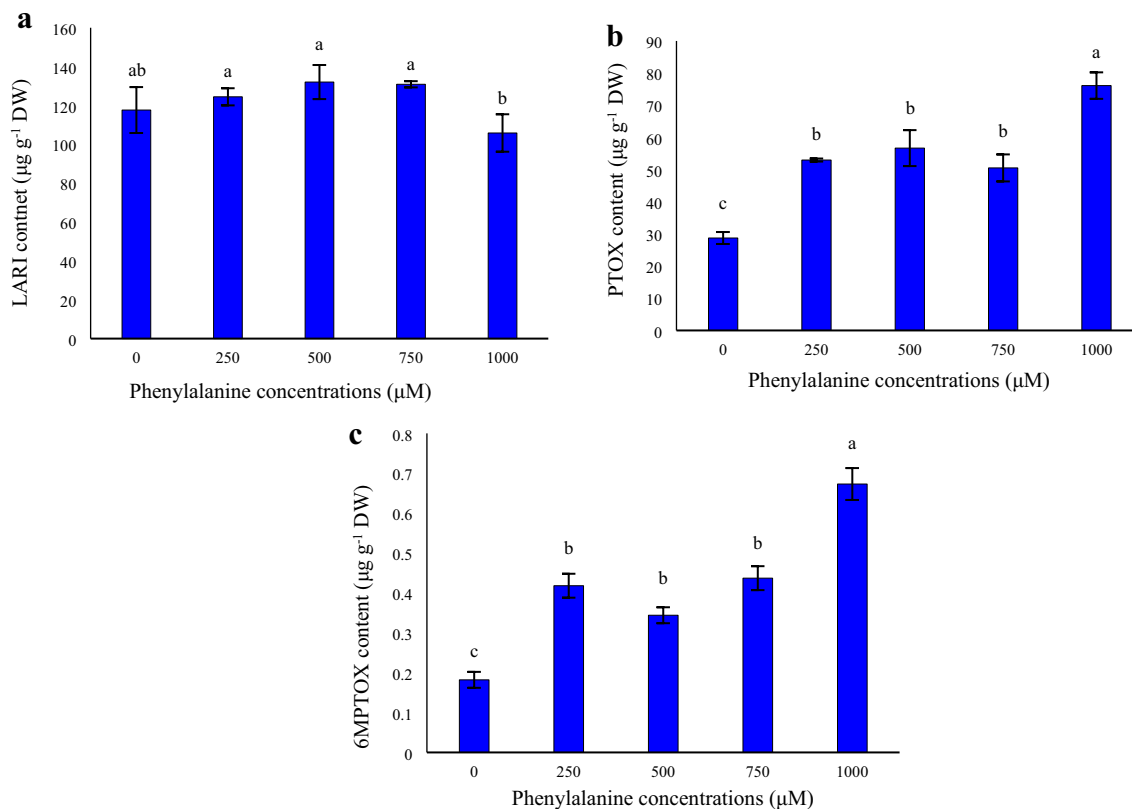 a
LARI contnet (µg g⁻¹ DW)
160
140
120
100
80
60
40
20
0
ab
a
a
a
b
0 250 500 750 1000
Phenylalanine concentrations (µM)
b
PTOX content (µg g⁻¹ DW)
90
80
70
60
50
40
30
20
10
0
c
b
b
b
a
0 250 500 750 1000
Phenylalanine concentrations (µM)
c
6MPTOX content (µg g⁻¹ DW)
0.8
0.7
0.6
0.5
0.4
0.3
0.2
0.1
0
c
b
b
b
a
0 250 500 750 1000
Phenylalanine concentrations (µM)